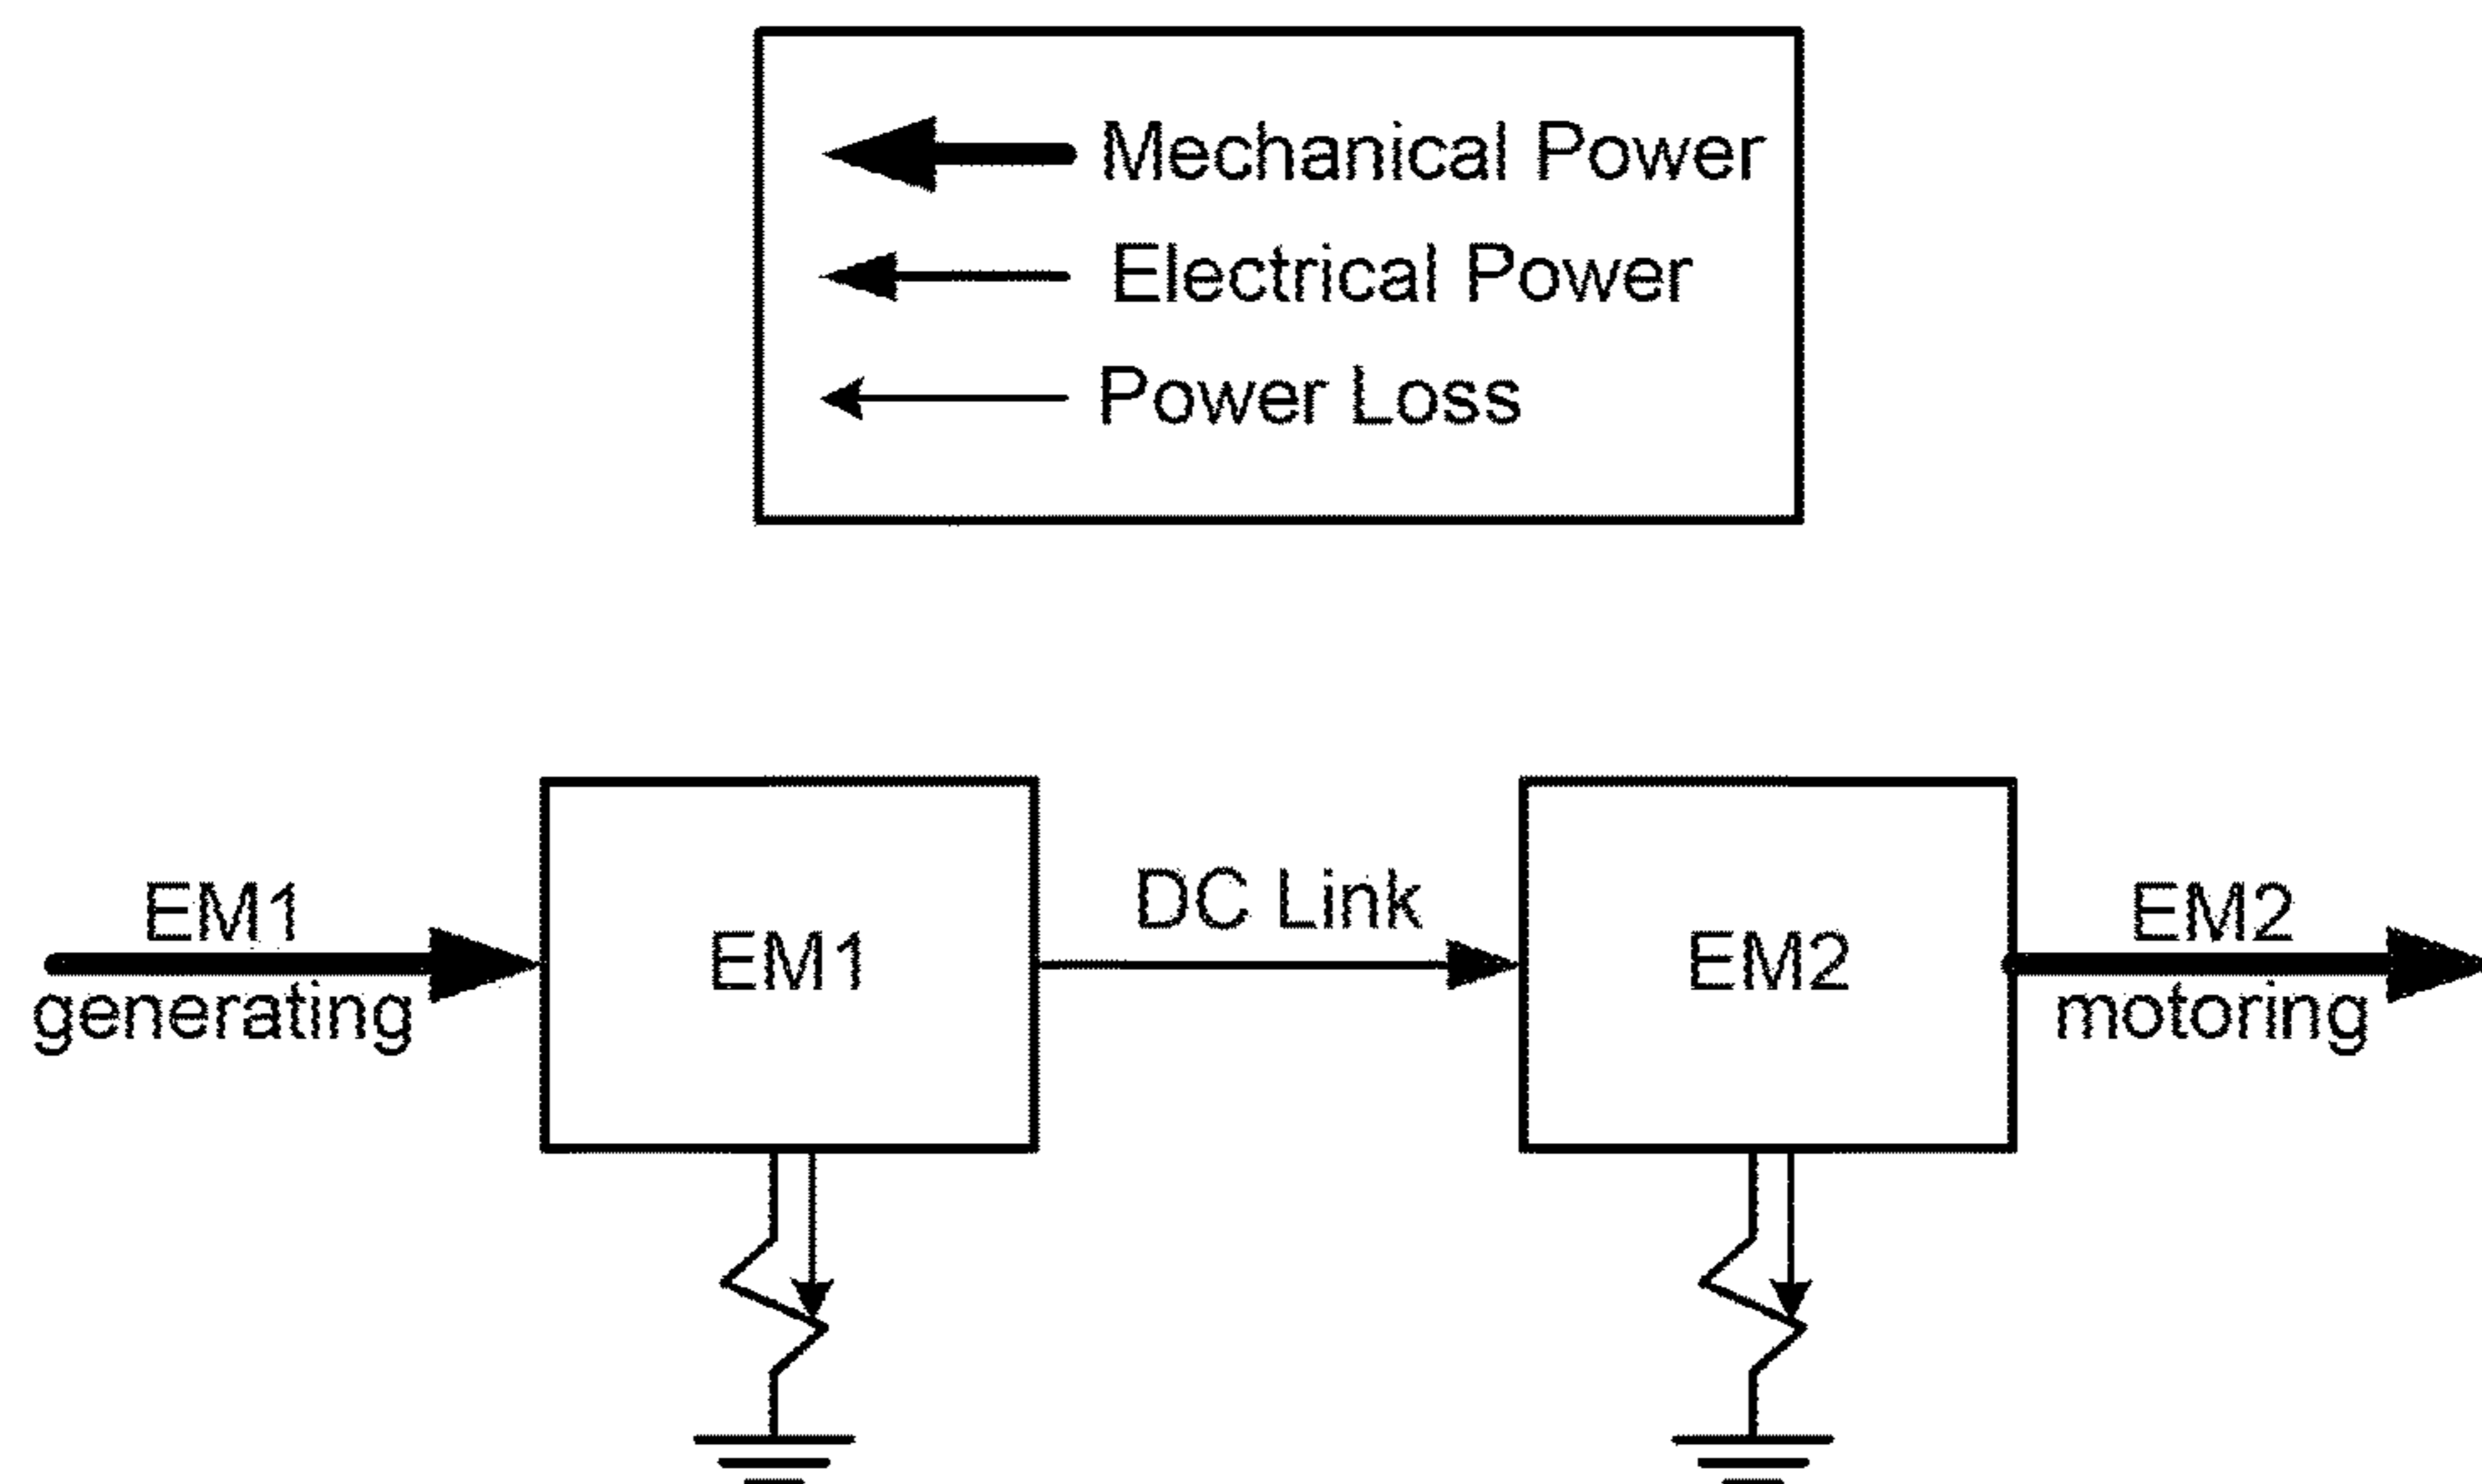 Mechanical Power
Electrical Power
Power Loss
EM1
generating
EM1
DC Link
EM2
EM2
motoring